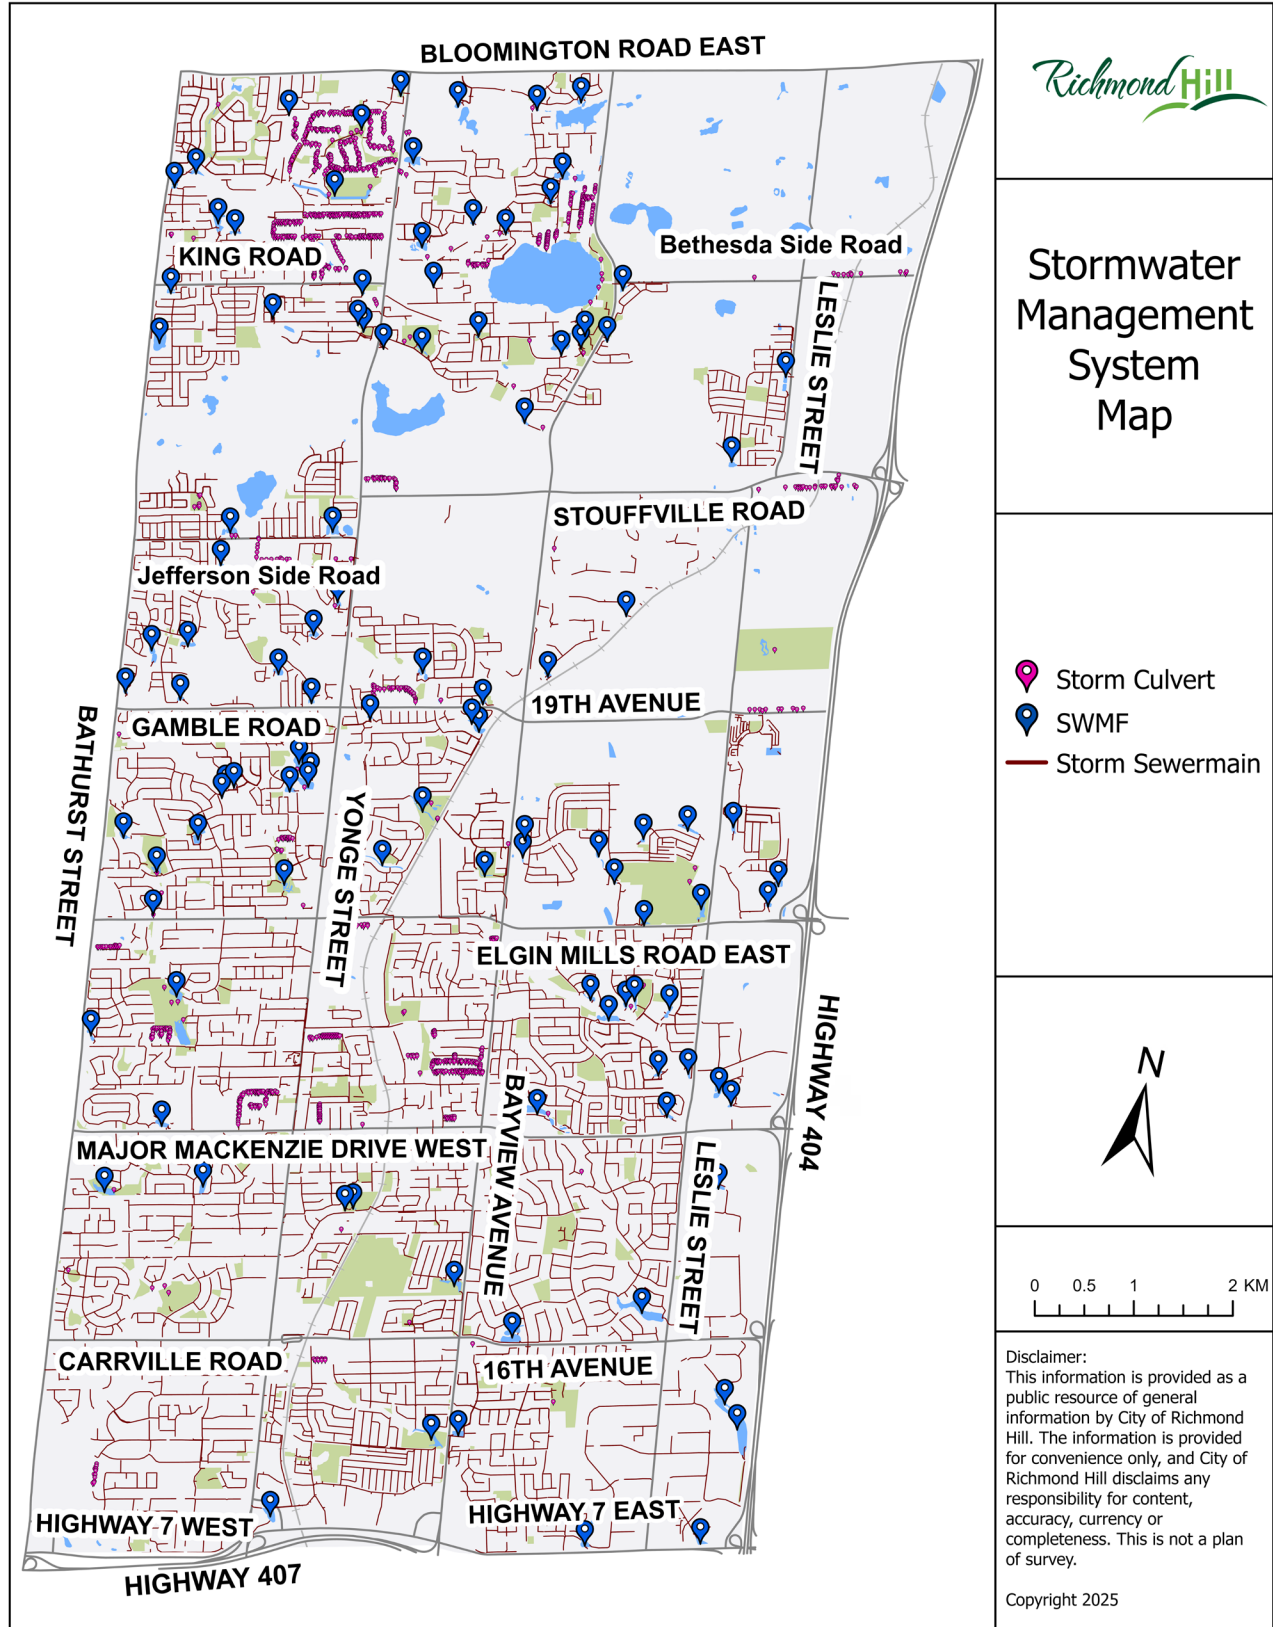 BLOOMINGTON ROAD EAST
KING ROAD
Bethesda Side Road
LESLIE STREET
STOUFFVILLE ROAD
Jefferson Side Road
19TH AVENUE
GAMBLE ROAD
BATHURST STREET
YONGE STREET
ELGIN MILLS ROAD EAST
HIGHWAY 404
BAYVIEW AVENUE
MAJOR MACKENZIE DRIVE WEST
LESLIE STREET
CARRVILLE ROAD
16TH AVENUE
HIGHWAY 7 WEST
HIGHWAY 7 EAST
HIGHWAY 407
Richmond Hill
Stormwater
Management
System
Map
Storm Culvert
SWMF
Storm Sewermain
N
0 0.5 1 2 KM
Disclaimer:
This information is provided as a
public resource of general
information by City of Richmond
Hill. The information is provided
for convenience only, and City of
Richmond Hill disclaims any
responsibility for content,
accuracy, currency or
completeness. This is not a plan
of survey.
Copyright 2025